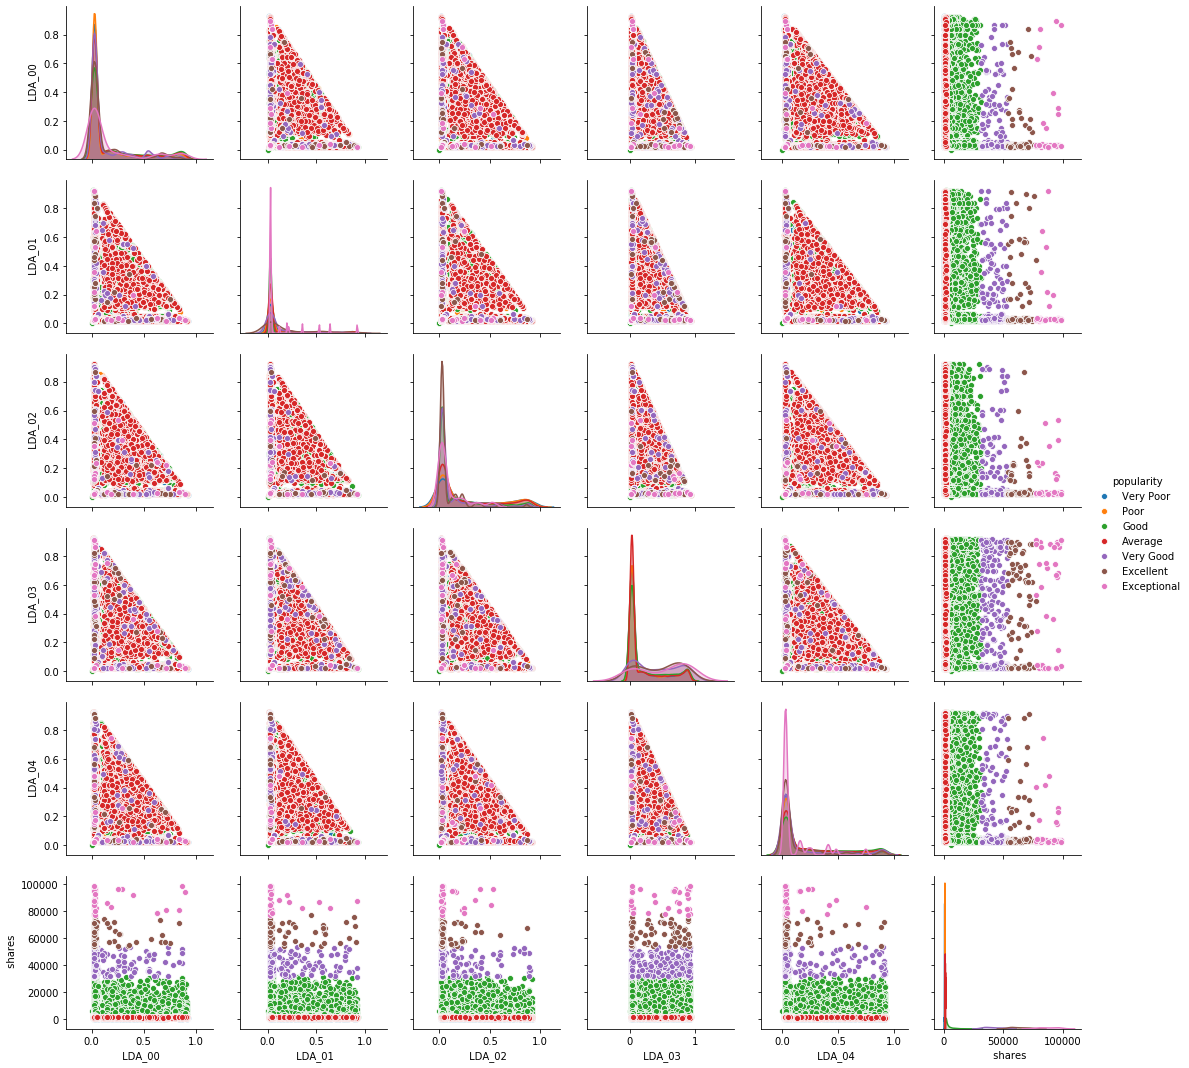 LDA_00
0.8
0.6
0.4
0.2
0.0
LDA_01
0.8
0.6
0.4
0.2
0.0
LDA_02
0.8
0.6
0.4
0.2
0.0
LDA_03
0.8
0.6
0.4
0.2
0.0
LDA_04
0.8
0.6
0.4
0.2
0.0
shares
100000
80000
60000
40000
20000
0
0.0 0.5 1.0 0.0 0.5 1.0 0.0 0.5 1.0 0 1 0.0 0.5 1.0 0 50000 100000
LDA_00 LDA_01 LDA_02 LDA_03 LDA_04 shares
popularity
Very Poor
Poor
Good
Average
Very Good
Excellent
Exceptional